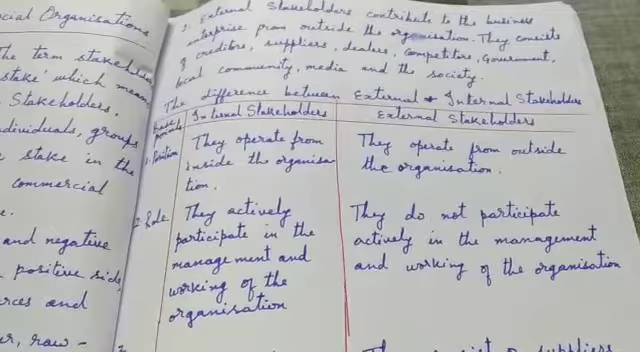 cial Organisations
The term stakeholder
stake' which means
. Stakeholders,
dividuals, groups
stake in the
commercial
e.
and negative
positive side,
rces and
raw -
2. External Stakeholders contribute to the business
enterprise from outside the organisation. They consists
of creditors, suppliers, dealers, Competitors, Government,
local community, media and the society.
The difference between External & Internal Stakeholders
Internal Stakeholders
External Stakeholders
1. Position
They operate from
inside the organisa
tion.
They operate from outside
the organisation.
2. Role
They actively
participate in the
management and
working of the
organisation
They do not participate
actively in the management
and working of the organisation
suppliers